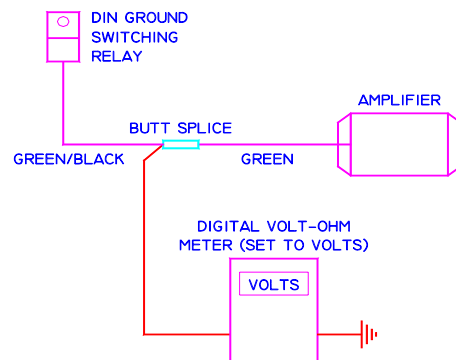 DIN GROUND
SWITCHING
RELAY
AMPLIFIER
BUTT SPLICE
GREEN/BLACK
GREEN
DIGITAL VOLT-OHM
METER (SET TO VOLTS)
VOLTS